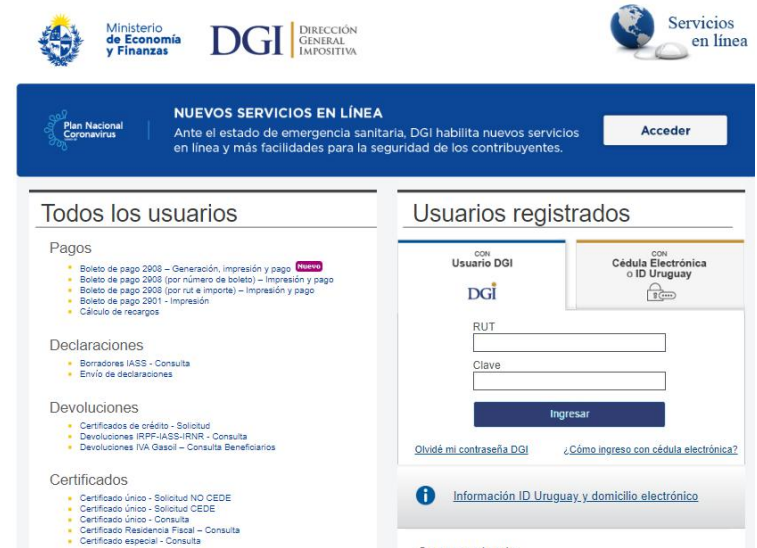 Ministerio
de Economía
y Finanzas
DGI
DIRECCIÓN
GENERAL
IMPOSITIVA
Servicios
en línea
Plan Nacional
Coronavirus
NUEVOS SERVICIOS EN LÍNEA
Ante el estado de emergencia sanitaria, DGI habilita nuevos servicios
en línea y más facilidades para la seguridad de los contribuyentes.
Acceder
Todos los usuarios
Pagos
Boleto de pago 2908 – Generación, impresión y pago Nuevo
Boleto de pago 2908 (por número de boleto) – Impresión y pago
Boleto de pago 2908 (por rut e importe) – Impresión y pago
Boleto de pago 2901 - Impresión
Cálculo de recargos
Declaraciones
Borradores IASS - Consulta
Envío de declaraciones
Devoluciones
Certificados de crédito - Solicitud
Devoluciones IRPF-IASS-IRNR - Consulta
Devoluciones IVA Gasoil – Consulta Beneficiarios
Certificados
Certificado único - Solicitud NO CEDE
Certificado único - Solicitud CEDE
Certificado único - Consulta
Certificado Residencia Fiscal – Consulta
Certificado especial - Consulta
Usuarios registrados
CON
Usuario DGI
DGI
CON
Cédula Electrónica
o ID Uruguay
RUT
Clave
Ingresar
Olvidé mi contraseña DGI
¿Cómo ingreso con cédula electrónica?
Información ID Uruguay y domicilio electrónico